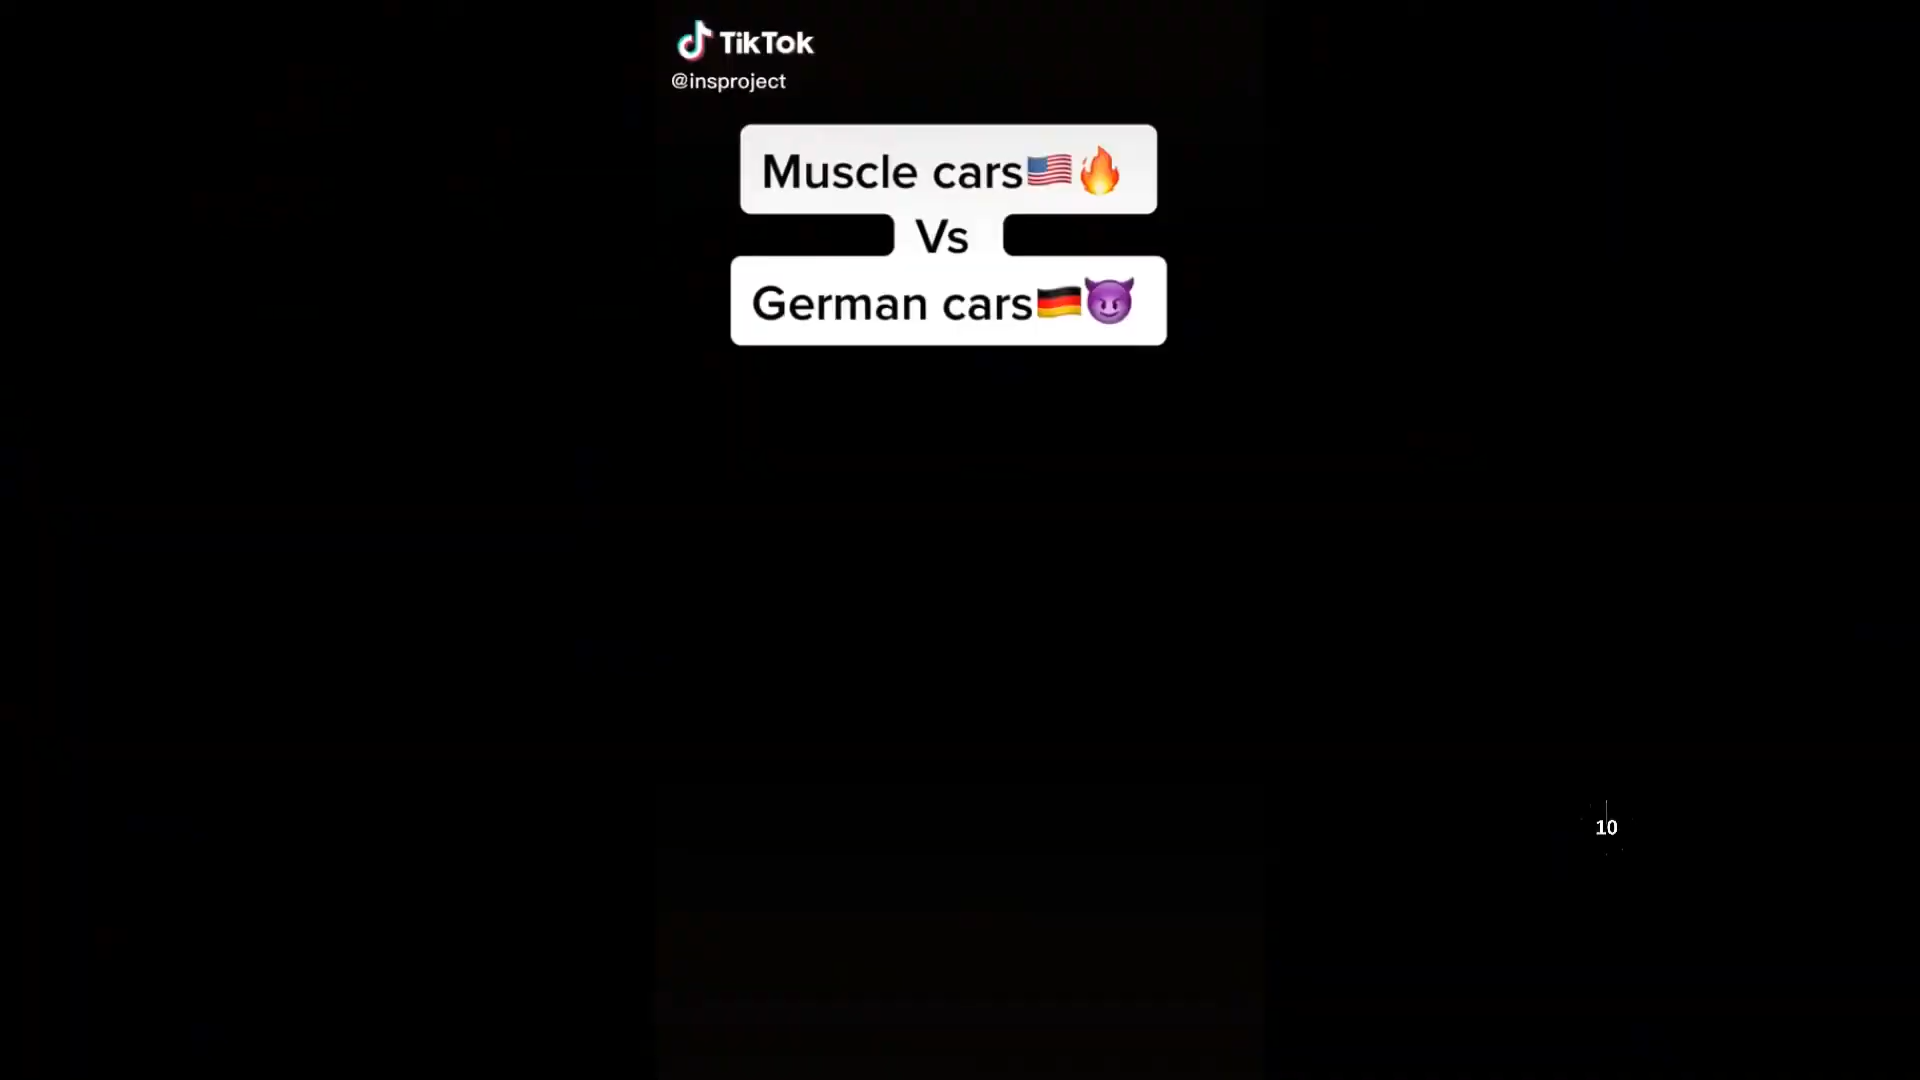 TikTok
@insproject
Muscle cars🇺🇸🔥
Vs
German cars🇩🇪😈
10